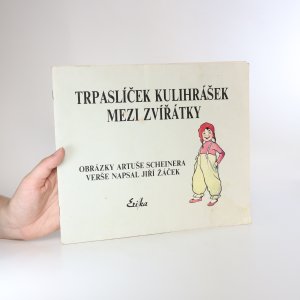 TRPASLÍČEK KULIHRÁŠEK
MEZI ZVÍŘÁTKY
OBRÁZKY ARTUŠE SCHEINERA
VERŠE NAPSAL JIŘÍ ŽÁČEK
Erika